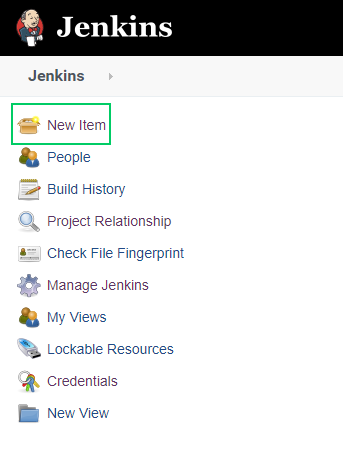 Jenkins
Jenkins
New Item
People
Build History
Project Relationship
Check File Fingerprint
Manage Jenkins
My Views
Lockable Resources
Credentials
New View